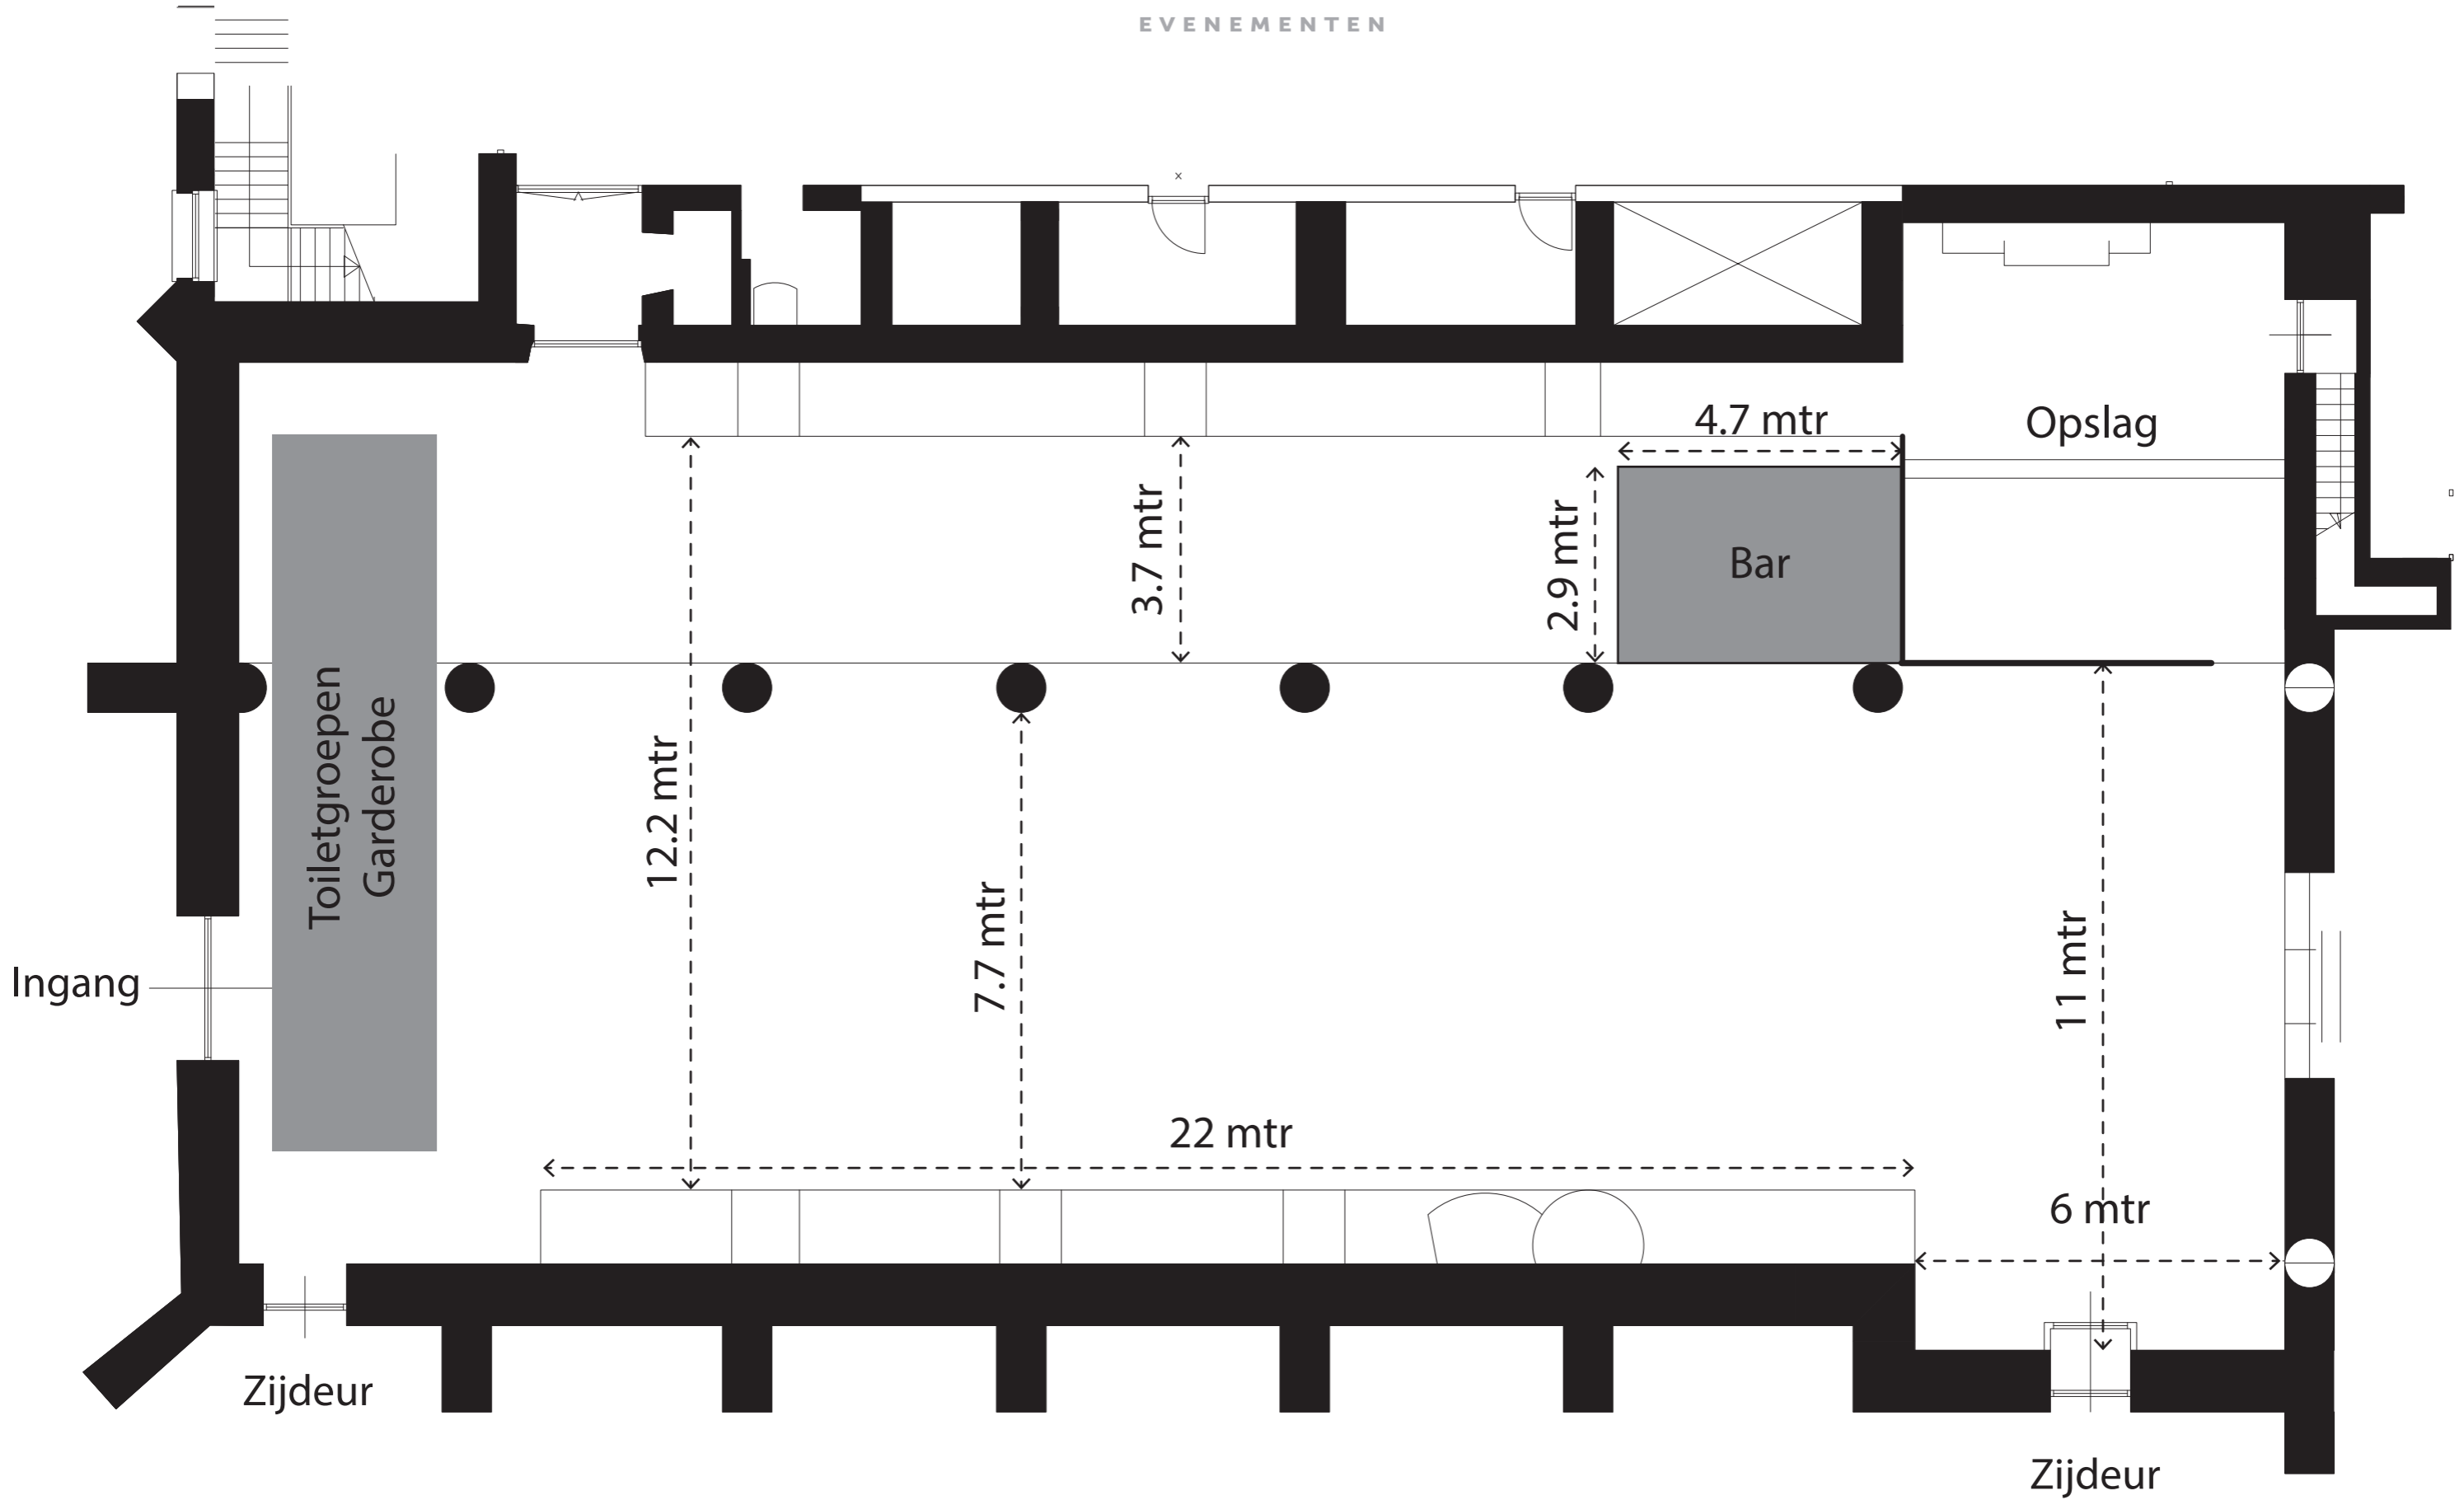 EVENEMENTEN
4.7 mtr
Opslag
3.7 mtr
2.9 mtr
Bar
Toiletgroepen
Garderobe
12.2 mtr
7.7 mtr
11 mtr
Ingang
22 mtr
6 mtr
Zijdeur
Zijdeur